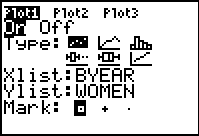 Plot1 Plot2 Plot3
On Off
Type:
Xlist:BYEAR
Ylist:WOMEN
Mark: ▫ + ·